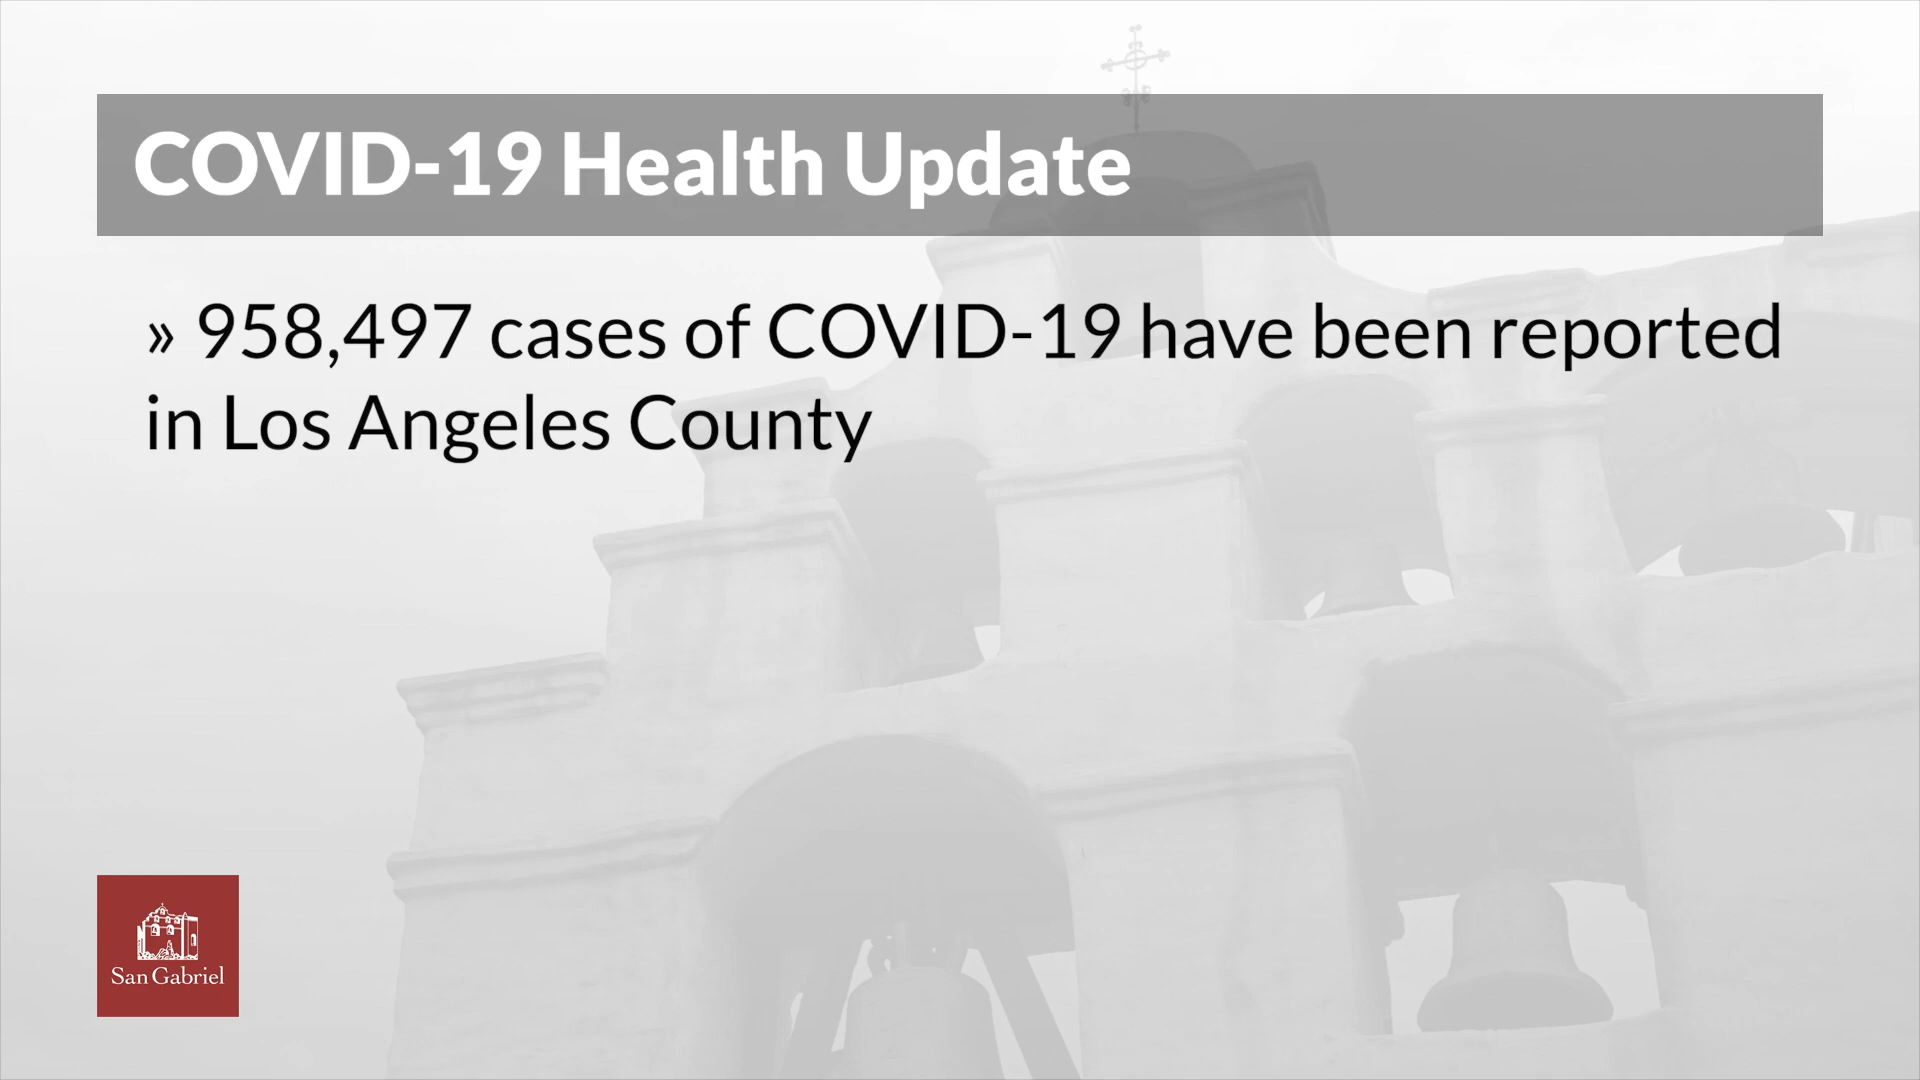 COVID-19 Health Update
» 958,497 cases of COVID-19 have been reported
in Los Angeles County
San Gabriel